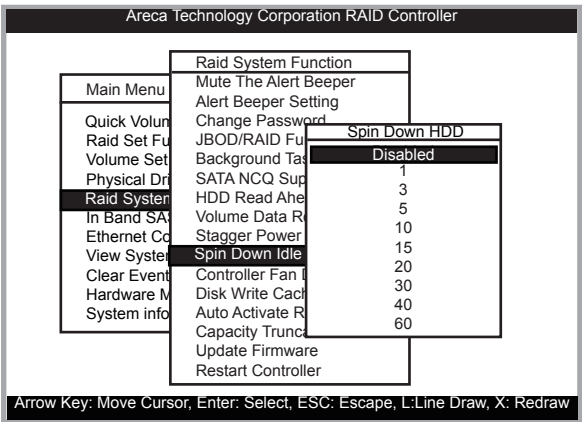 Areca Technology Corporation RAID Controller
Main Menu
Quick Volum
Raid Set Fu
Volume Set
Physical Dri
Raid System
In Band SA
Ethernet Co
View System
Clear Event
Hardware M
System info
Raid System Function
Mute The Alert Beeper
Alert Beeper Setting
Change Password
JBOD/RAID Fu
Background Tas
SATA NCQ Sup
HDD Read Ahe
Volume Data R
Stagger Power
Spin Down Idle
Controller Fan D
Disk Write Cach
Auto Activate R
Capacity Trunca
Update Firmware
Restart Controller
Spin Down HDD
Disabled
1
3
5
10
15
20
30
40
60
Arrow Key: Move Cursor, Enter: Select, ESC: Escape, L:Line Draw, X: Redraw